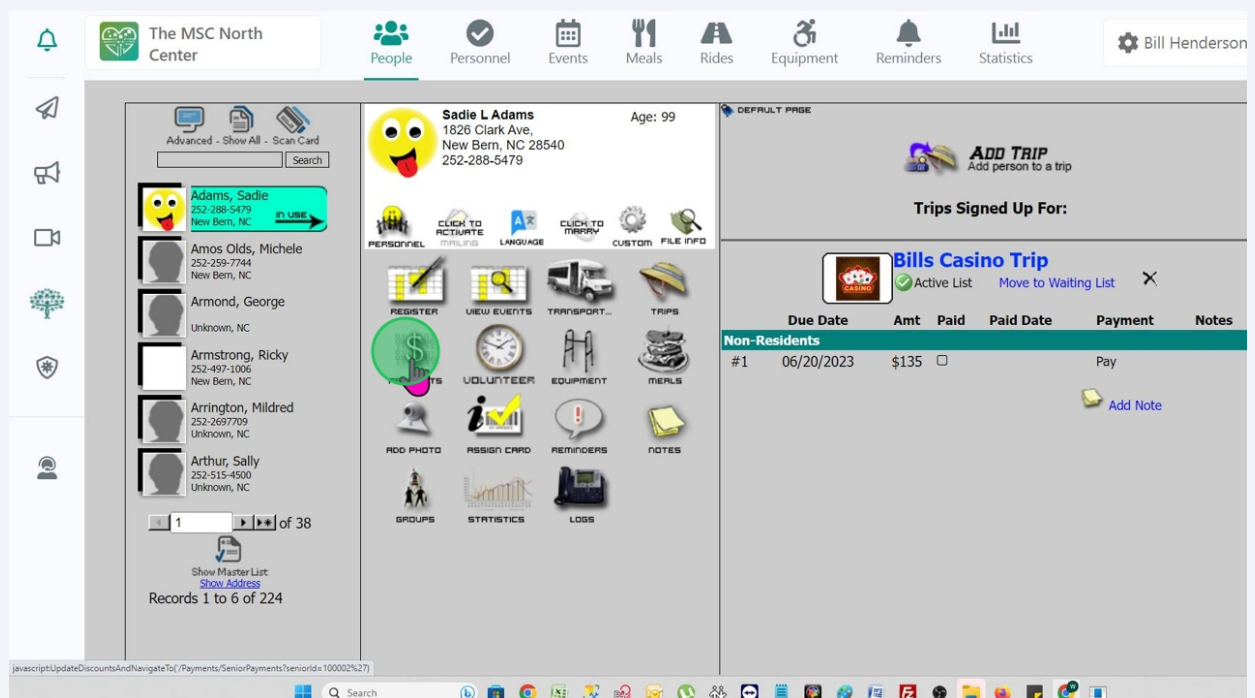 The MSC North
Center
People
Personnel
Events
Meals
Rides
Equipment
Reminders
Statistics
Bill Henderson
Advanced - Show All - Scan Card
Search
Adams, Sadie
252-288-5479
New Bern, NC
IN USE
Amos Olds, Michele
252-259-7744
New Bern, NC
Armond, George
Unknown, NC
Armstrong, Ricky
252-497-1006
New Bern, NC
Arrington, Mildred
252-2697709
Unknown, NC
Arthur, Sally
252-515-4500
Unknown, NC
1 of 38
Show Master List
Show Address
Records 1 to 6 of 224
Sadie L Adams
Age: 99
1826 Clark Ave,
New Bern, NC 28540
252-288-5479
PERSONNEL
CLICK TO
ACTIVATE
MAILING
LANGUAGE
CLICK TO
MARRY
CUSTOM
FILE INFO
REGISTER
VIEW EVENTS
TRANSPORT...
TRIPS
VOLUNTEER
EQUIPMENT
MEALS
ADD PHOTO
ASSIGN CARD
REMINDERS
NOTES
GROUPS
STATISTICS
LOGS
DEFAULT PAGE
ADD TRIP
Add person to a trip
Trips Signed Up For:
CASINO
Bills Casino Trip
Active List Move to Waiting List
Due Date Amt Paid Paid Date Payment Notes
Non-Residents
#1 06/20/2023 $135 Pay
Add Note
javascript:UpdateDiscountsAndNavigateTo('/Payments/SeniorPayments?seniorId=100002%27)
Search